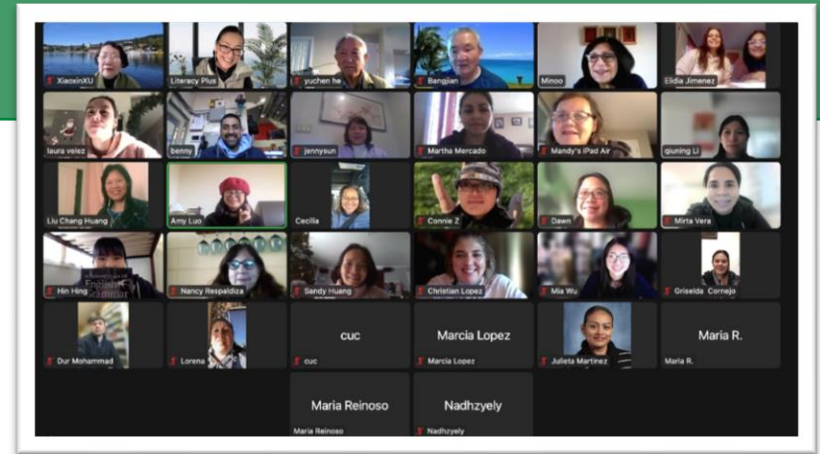 XiaoxinXU
Literacy Plus
yuchen he
Bangjian
Minoo
Elidia Jimenez
laura velez
benny
jennysun
Martha Mercado
Mandy's iPad Air
qiuning Li
Liu Chang Huang
Amy Luo
Cecilia
Connie Z
Dawn
Mirta Vera
Hin Hing
English
Grammar
Nancy Respaldiza
Sandy Huang
Christian Lopez
Mia Wu
Griselda Cornejo
Dur Mohammad
Lorena
cuc
cuc
Marcia Lopez
Marcia Lopez
Julieta Martinez
Maria R.
Maria R.
Maria Reinoso
Maria Reinoso
Nadhzyely
Nadhzyely